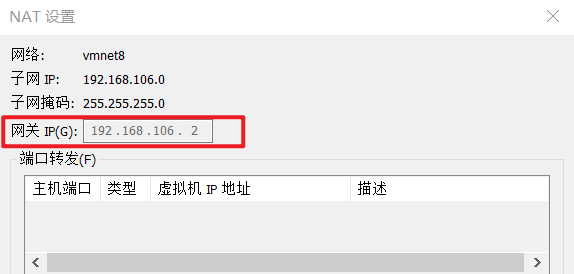 NAT 设置
网络: vmnet8
子网 IP: 192.168.106.0
子网掩码: 255.255.255.0
网关 IP(G): 192 . 168 . 106 . 2
端口转发(F)
主机端口 类型 虚拟机 IP 地址 描述